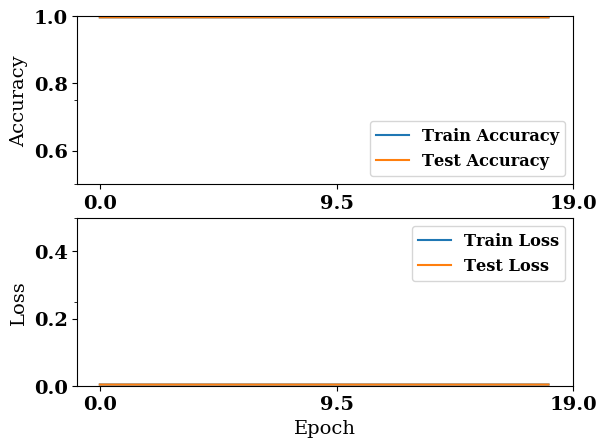 1.0
0.8
0.6
Accuracy
Train Accuracy
Test Accuracy
0.0 9.5 19.0
0.4
0.2
0.0
Loss
Train Loss
Test Loss
0.0 9.5 19.0
Epoch